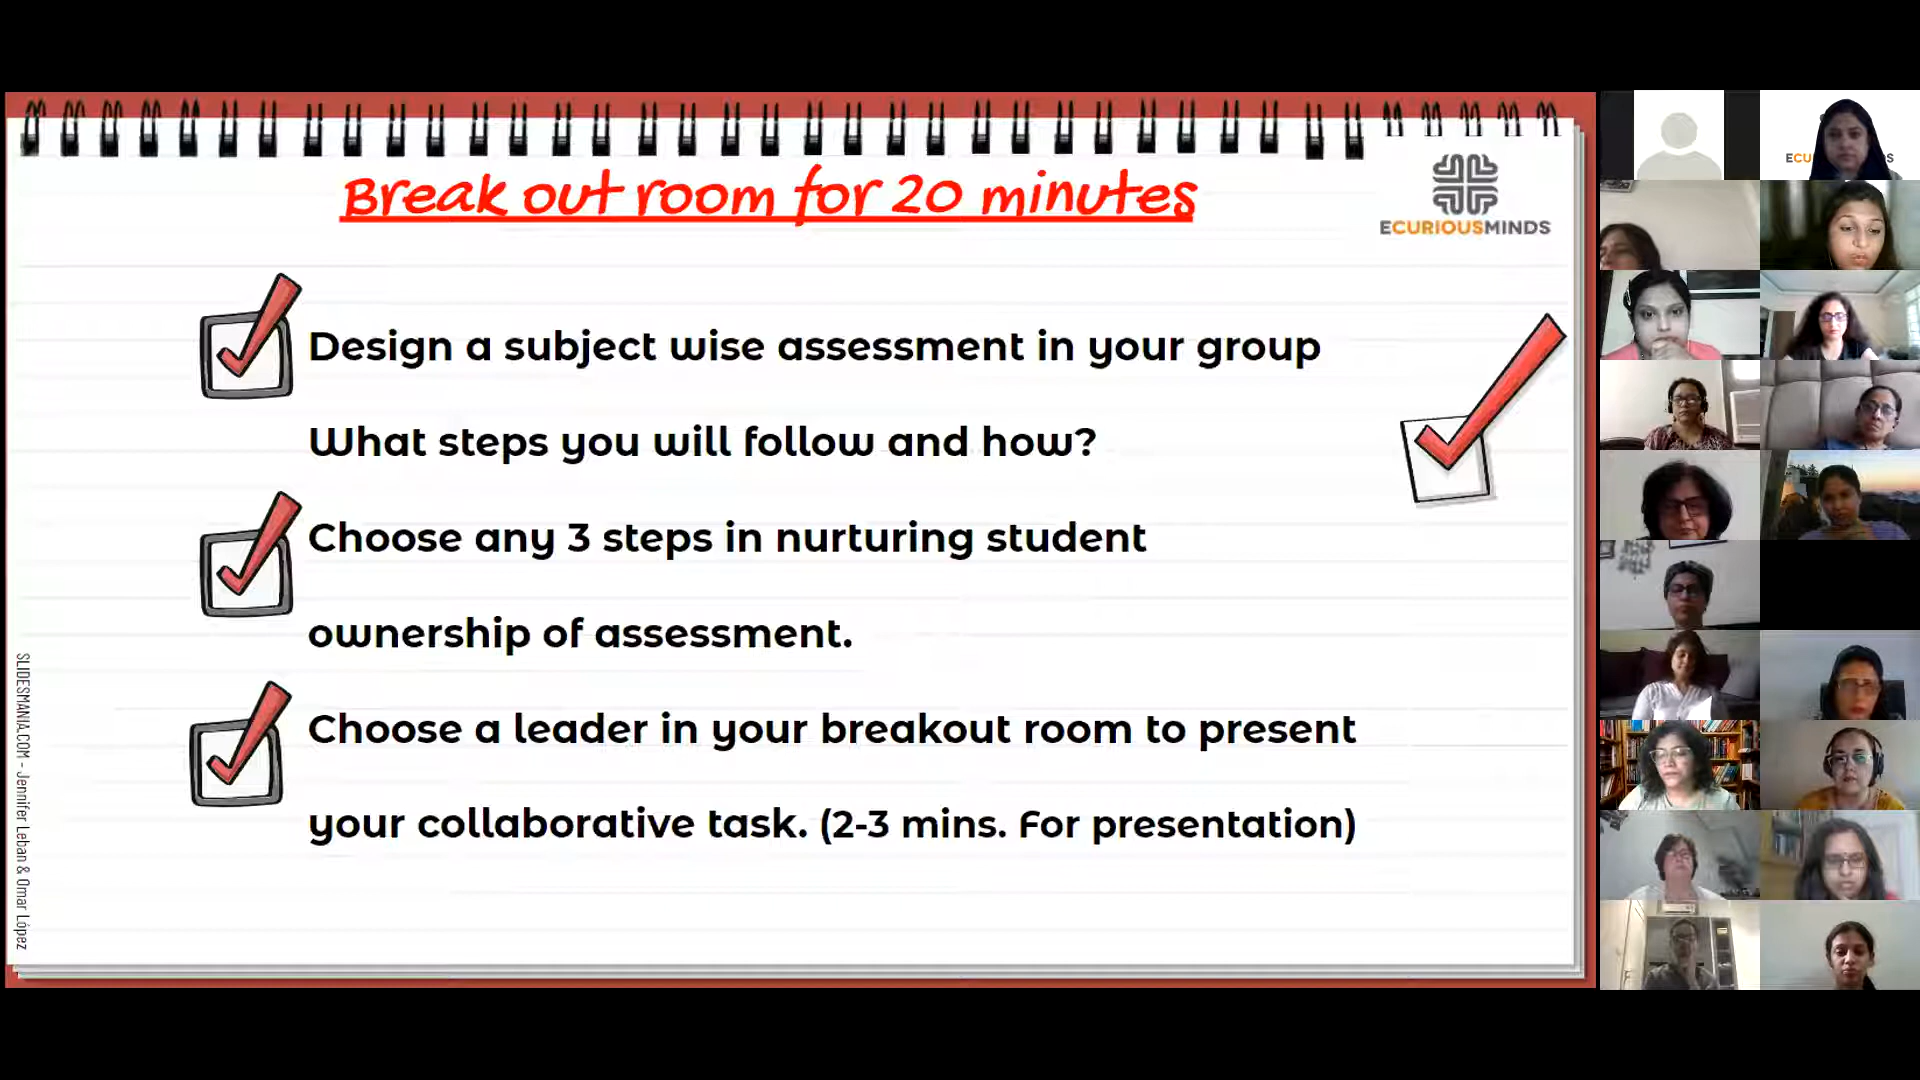 Break out room for 20 minutes
ECURIOUSMINDS
Design a subject wise assessment in your group
What steps you will follow and how?
Choose any 3 steps in nurturing student
ownership of assessment.
Choose a leader in your breakout room to present
your collaborative task. (2-3 mins. For presentation)
SLIDESMANIA.COM - Jennifer Leban & Omar López